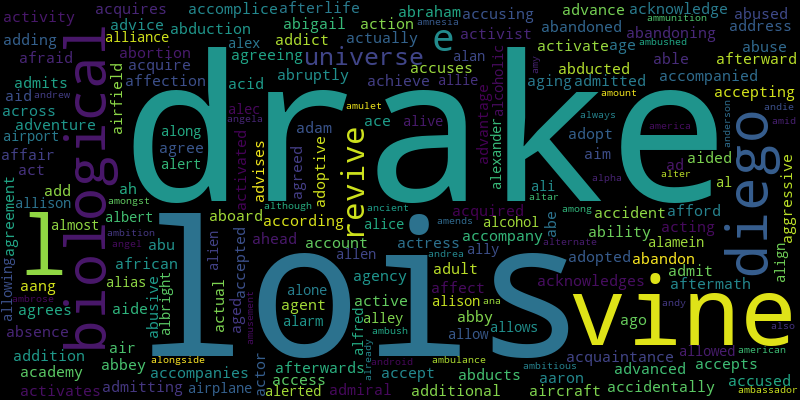 activity acquires accomplice afterlife abraham accusing advance acknowledge
adding advice abduction abigail action activist abandoned abused address
alliance alex addict actually e amnesia activate age abandoning ammunition ambushed
afraid abortion agreeing universe alan accuses able abuse afterward
admits acquire affection abruptly achieve allie alcoholic abducted accompanied
aid andrew acid aging admitted amy accepting
across biological airfield drake amulet advantage amount
adventure along alec angela adam ace alive always america andie amid
airport agree activated agreed revive alexander adopt aided anderson
affair alert advises adoptive aim ad al diego
act ah alpha alter aggressive
allison add amongst although ancient ali altar
agreement l almost albert aboard according alice acquired alcohol among accident afford
abu ambition angel alien ahead account actress amends accompany abe ability acting alamein
allowing african accepted allen lois andrea ally alternate adopted abandon admit align
aang alias abusive albright actual aged agency adult affect acknowledges aftermath
ambrose agrees aide alone active alison ana vine andy
absence agent alley abby ago also
addition air alarm alfred ambush allow allows allowed american
abbey alongside amusement already acquaintance
academy accompanies actor afterwards android ambulance aaron advanced accepts
activates admitting airplane access accept abducts ambitious accidentally accused
alerted admiral additional aircraft ambassador